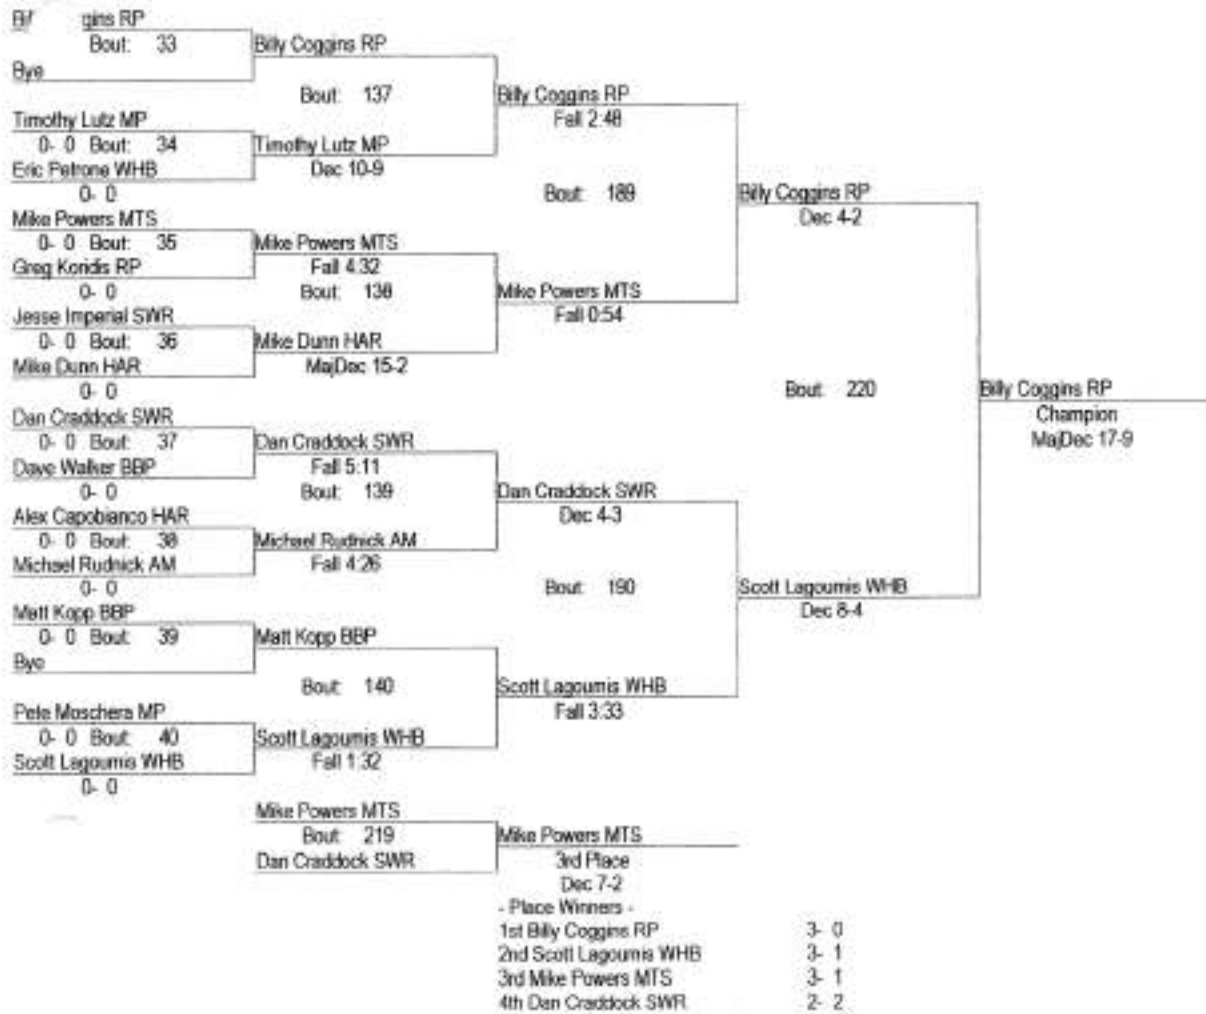 gins RP
Bout: 33
Bye
Billy Coggins RP
Bout: 137
Timothy Lutz MP
0- 0 Bout: 34
Eric Petrone WHB
0- 0
Timothy Lutz MP
Dec 10-9
Billy Coggins RP
Fall 2:48
Bout: 189
Mike Powers MTS
0- 0 Bout: 35
Greg Koridis RP
0- 0
Mike Powers MTS
Fall 4:32
Bout: 138
Jesse Imperial SWR
0- 0 Bout: 36
Mike Dunn HAR
0- 0
Mike Dunn HAR
MajDec 15-2
Mike Powers MTS
Fall 0:54
Billy Coggins RP
Dec 4-2
Bout: 220
Billy Coggins RP
Champion
MajDec 17-9
Dan Craddock SWR
0- 0 Bout: 37
Dave Walker BBP
0- 0
Dan Craddock SWR
Fall 5:11
Bout: 139
Alex Capobianco HAR
0- 0 Bout: 38
Michael Rudnick AM
0- 0
Michael Rudnick AM
Fall 4:26
Dan Craddock SWR
Dec 4-3
Bout: 190
Scott Lagoumis WHB
Dec 8-4
Matt Kopp BBP
0- 0 Bout: 39
Bye
Matt Kopp BBP
Bout: 140
Pete Moschera MP
0- 0 Bout: 40
Scott Lagoumis WHB
0- 0
Scott Lagoumis WHB
Fall 1:32
Scott Lagoumis WHB
Fall 3:33
Mike Powers MTS
Bout: 219
Dan Craddock SWR
Mike Powers MTS
3rd Place
Dec 7-2
- Place Winners -
1st Billy Coggins RP 3- 0
2nd Scott Lagoumis WHB 3- 1
3rd Mike Powers MTS 3- 1
4th Dan Craddock SWR 2- 2